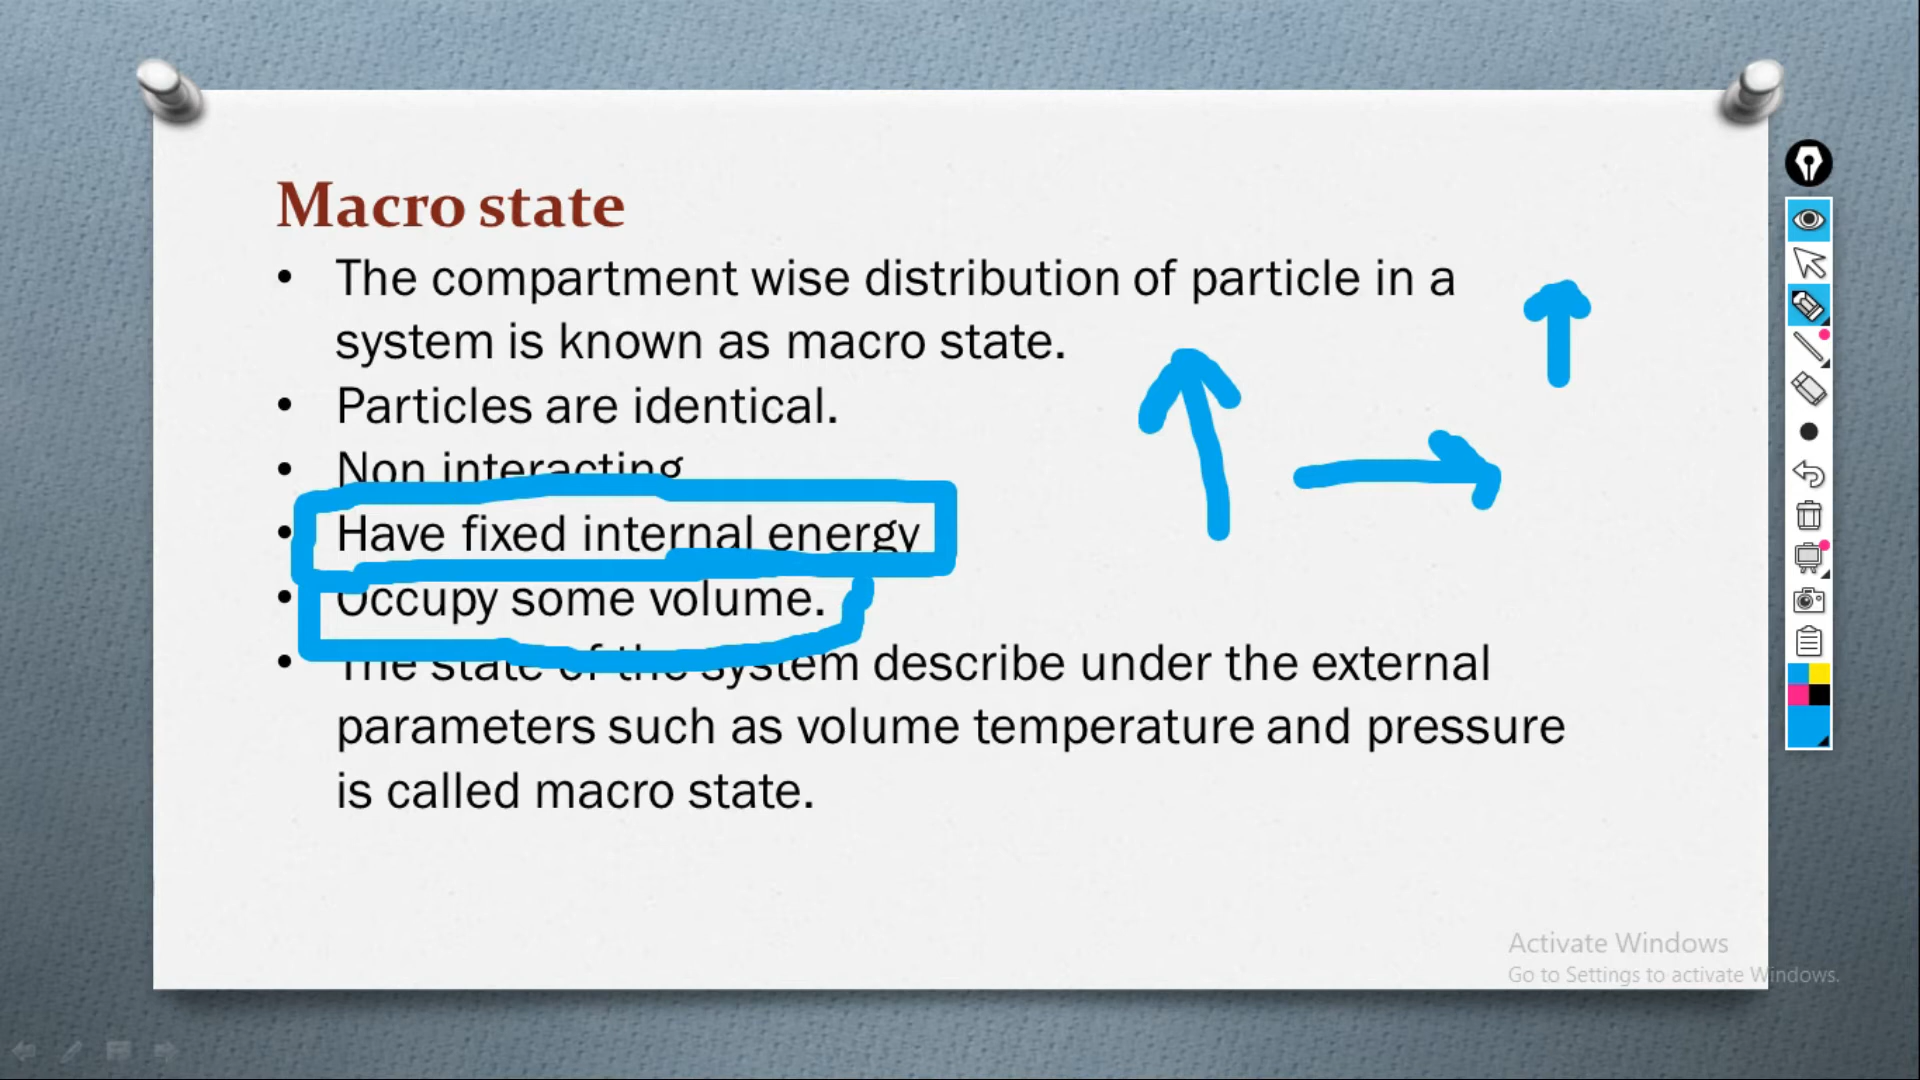 Macro state
• The compartment wise distribution of particle in a
system is known as macro state.
• Particles are identical.
• Non interacting
• Have fixed internal energy
• Occupy some volume.
• The state of the system describe under the external
parameters such as volume temperature and pressure
is called macro state.
Activate Windows
Go to Settings to activate Windows.